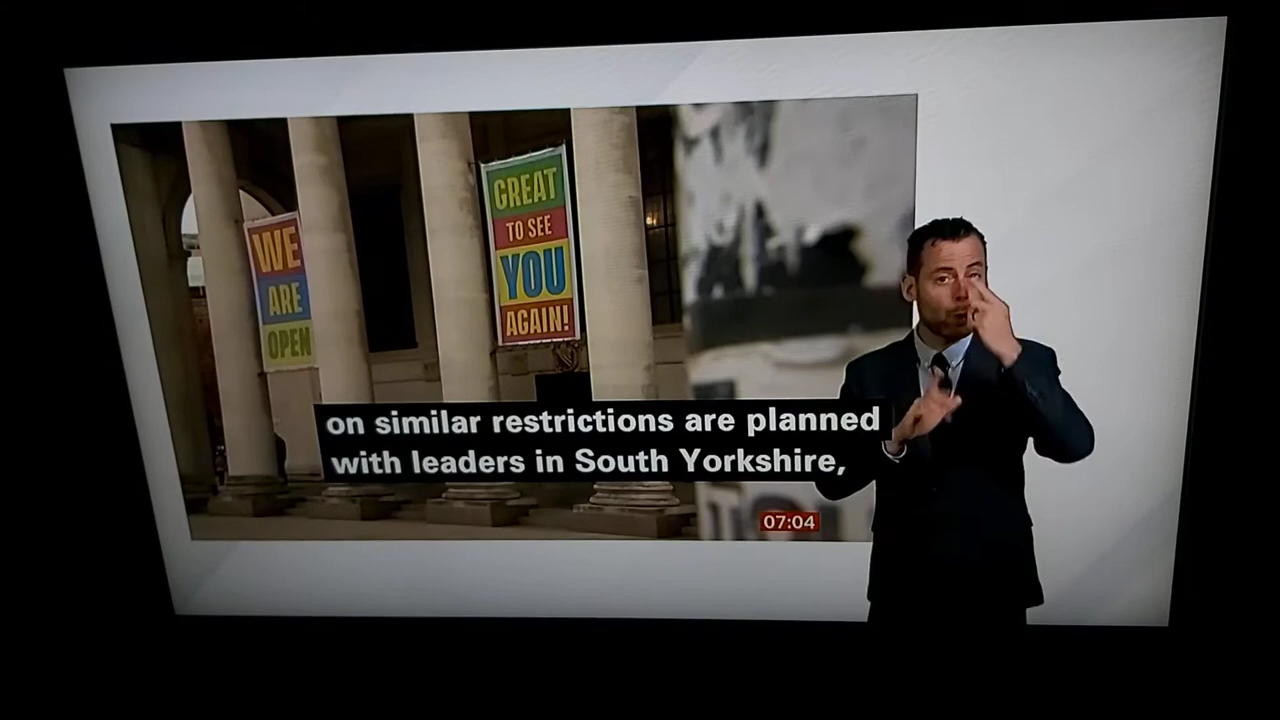 WE
ARE
OPEN
GREAT
TO SEE
YOU
AGAIN!
on similar restrictions are planned
with leaders in South Yorkshire,
07:04